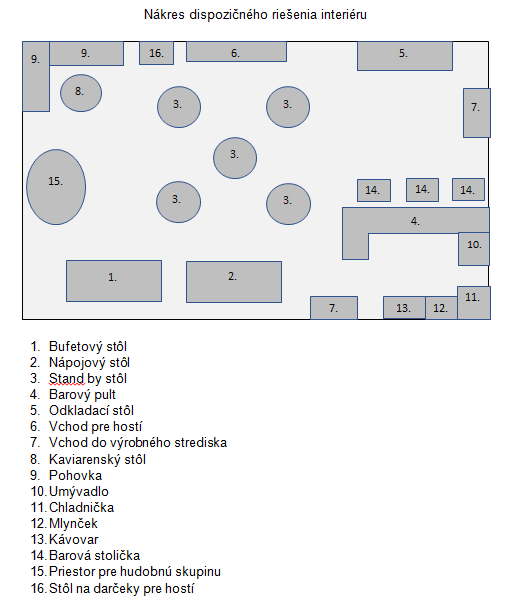 Nákres dispozičného riešenia interiéru
9. 9. 16. 6. 5.
8. 3. 3. 7.
3.
15. 3. 3. 14. 14. 14.
4.
10.
1. 2.
7. 13. 12. 11.
1. Bufetový stôl
2. Nápojový stôl
3. Stand by stôl
4. Barový pult
5. Odkladací stôl
6. Vchod pre hostí
7. Vchod do výrobného strediska
8. Kaviarenský stôl
9. Pohovka
10. Umývadlo
11. Chladnička
12. Mlynček
13. Kávovar
14. Barová stolička
15. Priestor pre hudobnú skupinu
16. Stôl na darčeky pre hostí